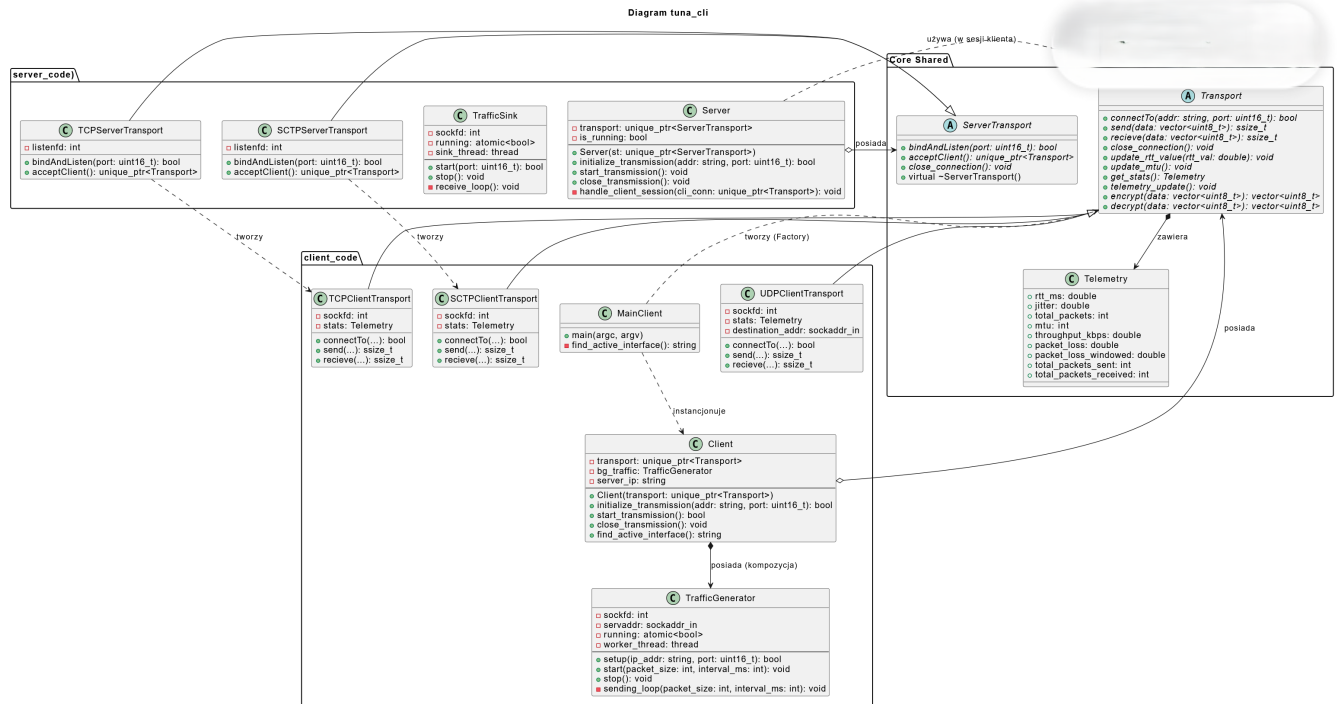 Diagram tuna_cli
używa (w sesji klienta)
server_code)
Core Shared
C TCPServerTransport
listenfd: int
bindAndListen(port: uint16_t): bool
acceptClient(): unique_ptr<Transport>
C SCTPServerTransport
listenfd: int
bindAndListen(port: uint16_t): bool
acceptClient(): unique_ptr<Transport>
C TrafficSink
sockfd: int
running: atomic<bool>
sink_thread: thread
start(port: uint16_t): bool
stop(): void
receive_loop(): void
C Server
transport: unique_ptr<ServerTransport>
is_running: bool
Server(st: unique_ptr<ServerTransport>)
initialize_transmission(addr: string, port: uint16_t): bool
start_transmission(): void
close_transmission(): void
handle_client_session(cli_conn: unique_ptr<Transport>): void
posiada
A ServerTransport
bindAndListen(port: uint16_t): bool
acceptClient(): unique_ptr<Transport>
close_connection(): void
virtual ~ServerTransport()
A Transport
connectTo(addr: string, port: uint16_t): bool
send(data: vector<uint8_t>): ssize_t
recieve(data: vector<uint8_t>): ssize_t
close_connection(): void
update_rtt_value(rtt_val: double): void
update_mtu(): void
get_stats(): Telemetry
telemetry_update(): void
encrypt(data: vector<uint8_t>): vector<uint8_t>
decrypt(data: vector<uint8_t>): vector<uint8_t>
tworzy
tworzy
tworzy (Factory)
zawiera
client_code
C TCPClientTransport
sockfd: int
stats: Telemetry
connectTo(...): bool
send(...): ssize_t
recieve(...): ssize_t
C SCTPClientTransport
sockfd: int
stats: Telemetry
connectTo(...): bool
send(...): ssize_t
recieve(...): ssize_t
C MainClient
main(argc, argv)
find_active_interface(): string
C UDPClientTransport
sockfd: int
stats: Telemetry
destination_addr: sockaddr_in
connectTo(...): bool
send(...): ssize_t
recieve(...): ssize_t
C Telemetry
rtt_ms: double
jitter: double
total_packets: int
mtu: int
throughput_kbps: double
packet_loss: double
packet_loss_windowed: double
total_packets_sent: int
total_packets_received: int
posiada
instancjonuje
C Client
transport: unique_ptr<Transport>
bg_traffic: TrafficGenerator
server_ip: string
Client(transport: unique_ptr<Transport>)
initialize_transmission(addr: string, port: uint16_t): bool
start_transmission(): bool
close_transmission(): void
find_active_interface(): string
posiada (kompozycja)
C TrafficGenerator
sockfd: int
servaddr: sockaddr_in
running: atomic<bool>
worker_thread: thread
setup(ip_addr: string, port: uint16_t): bool
start(packet_size: int, interval_ms: int): void
stop(): void
sending_loop(packet_size: int, interval_ms: int): void